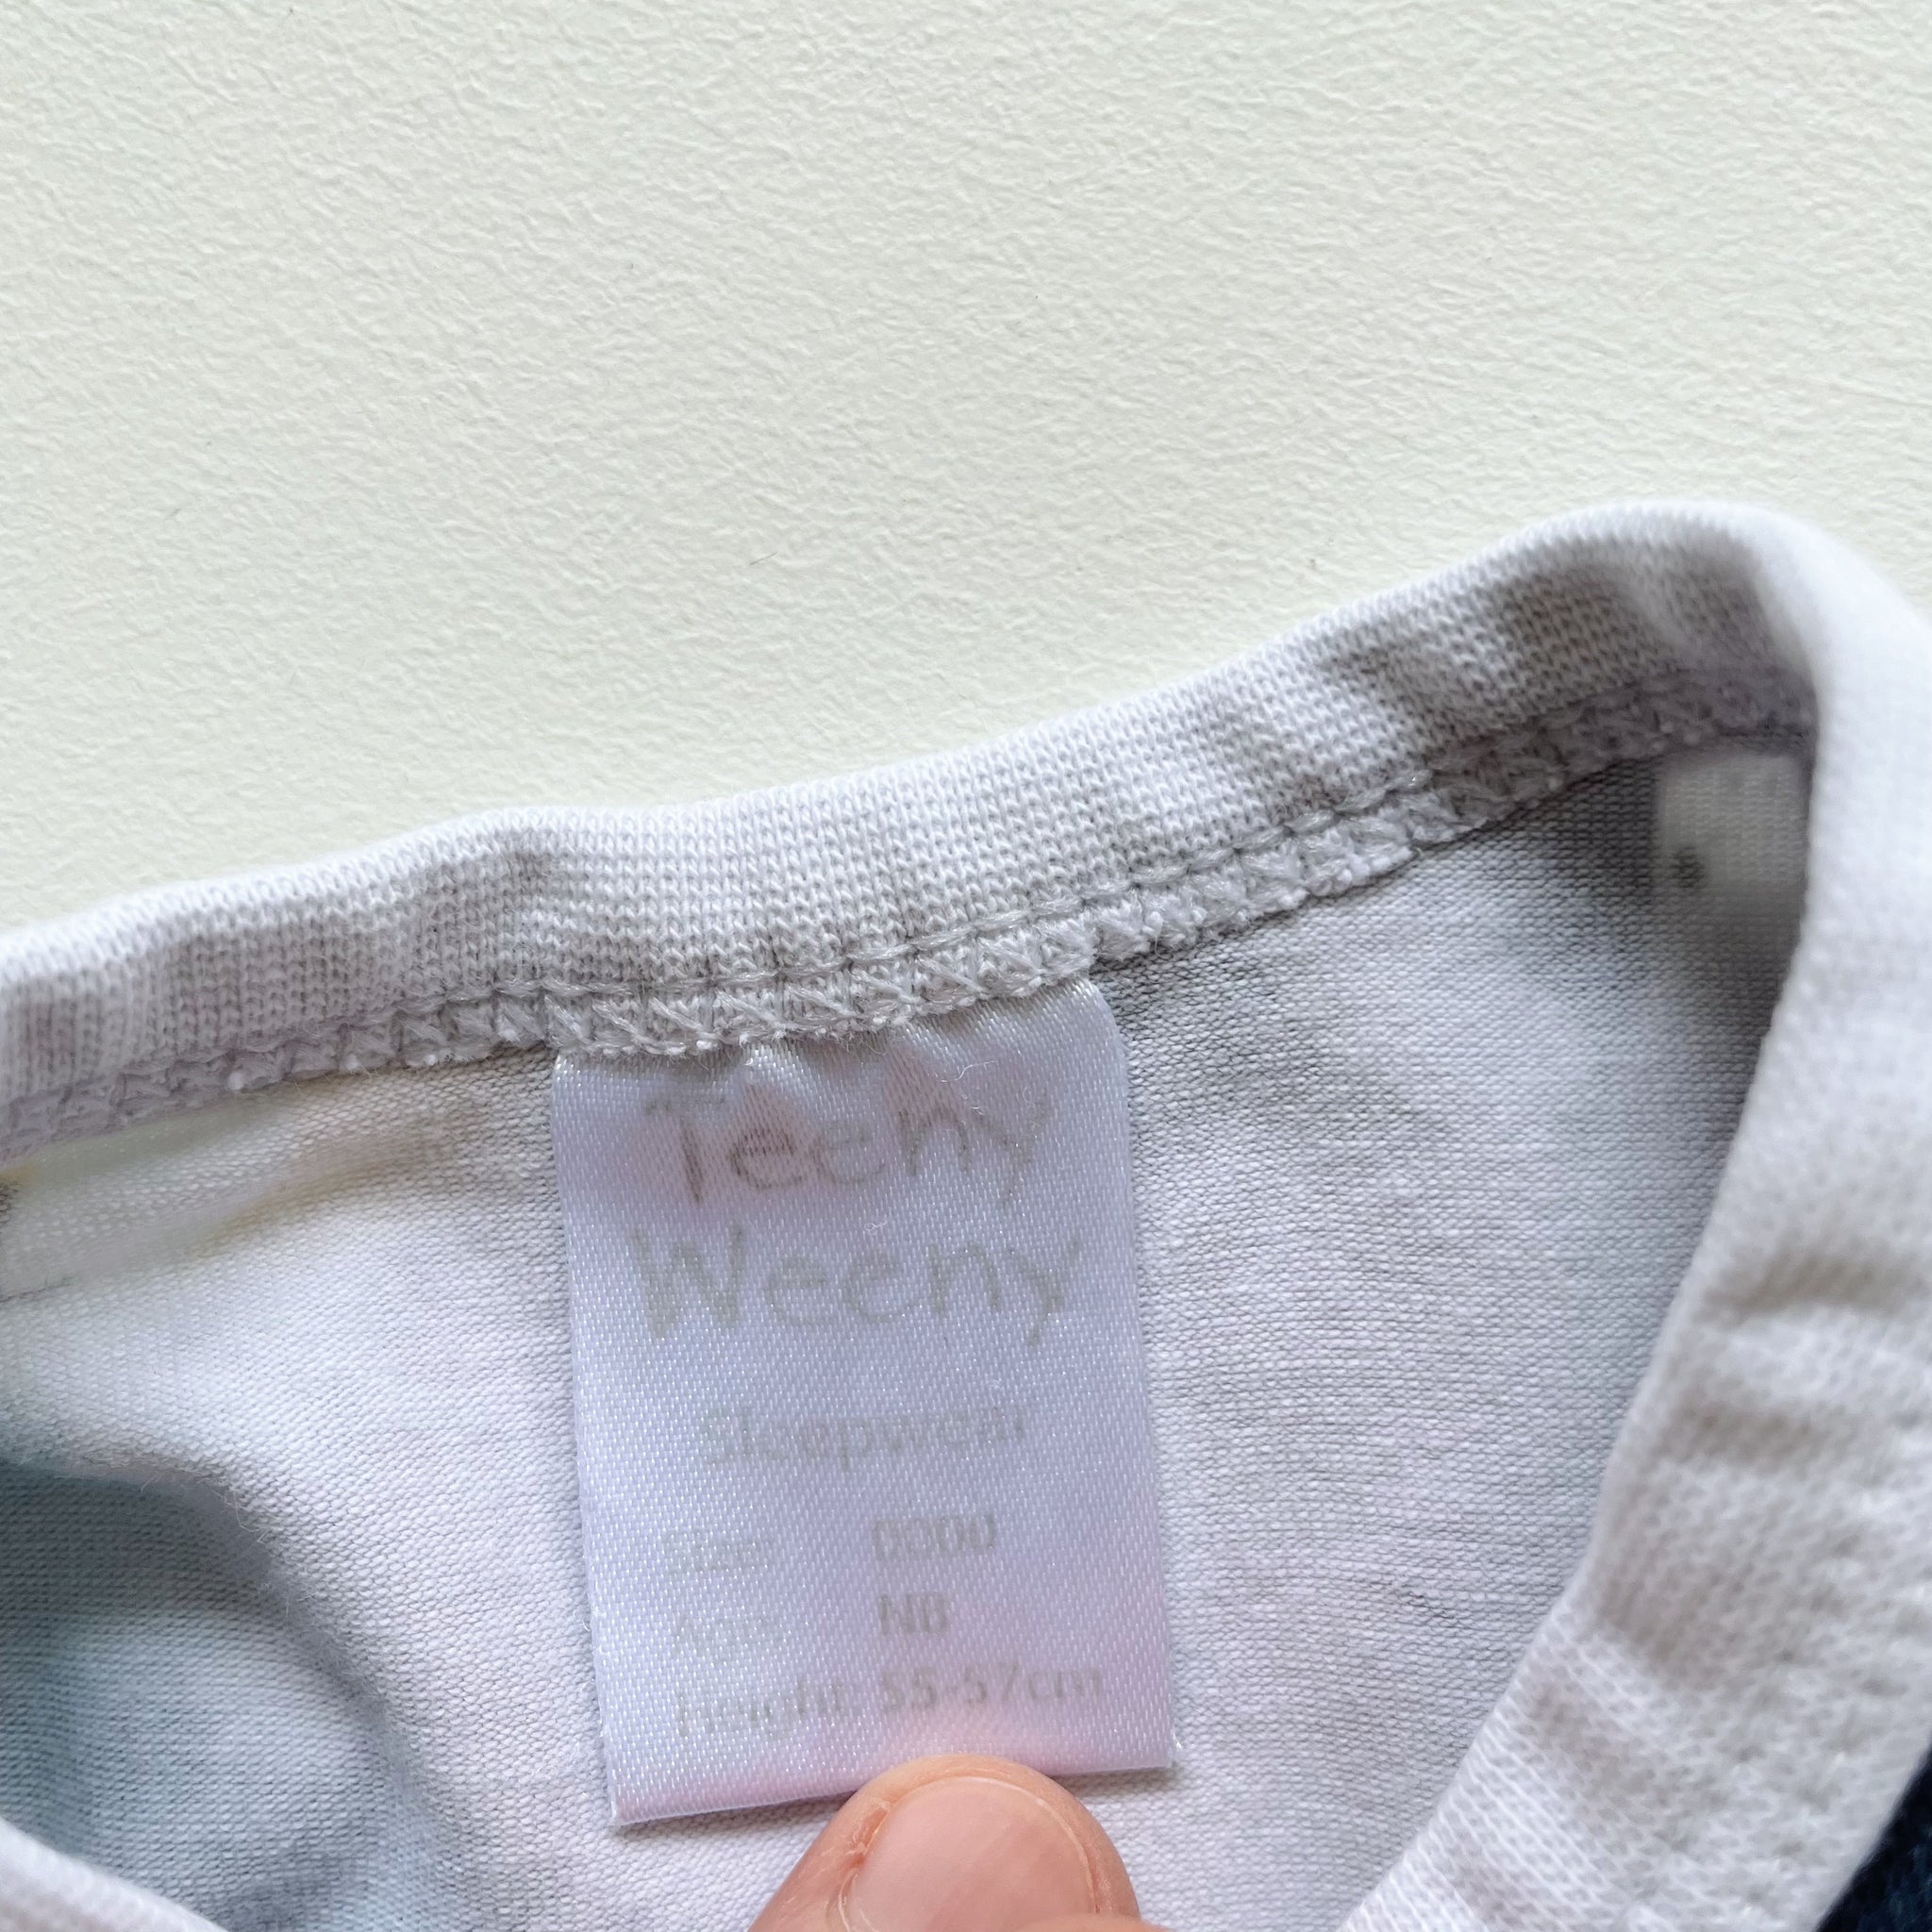 Teeny
Weeny
sleepwear
Size: 0000
Age: NB
Height: 55-57cm